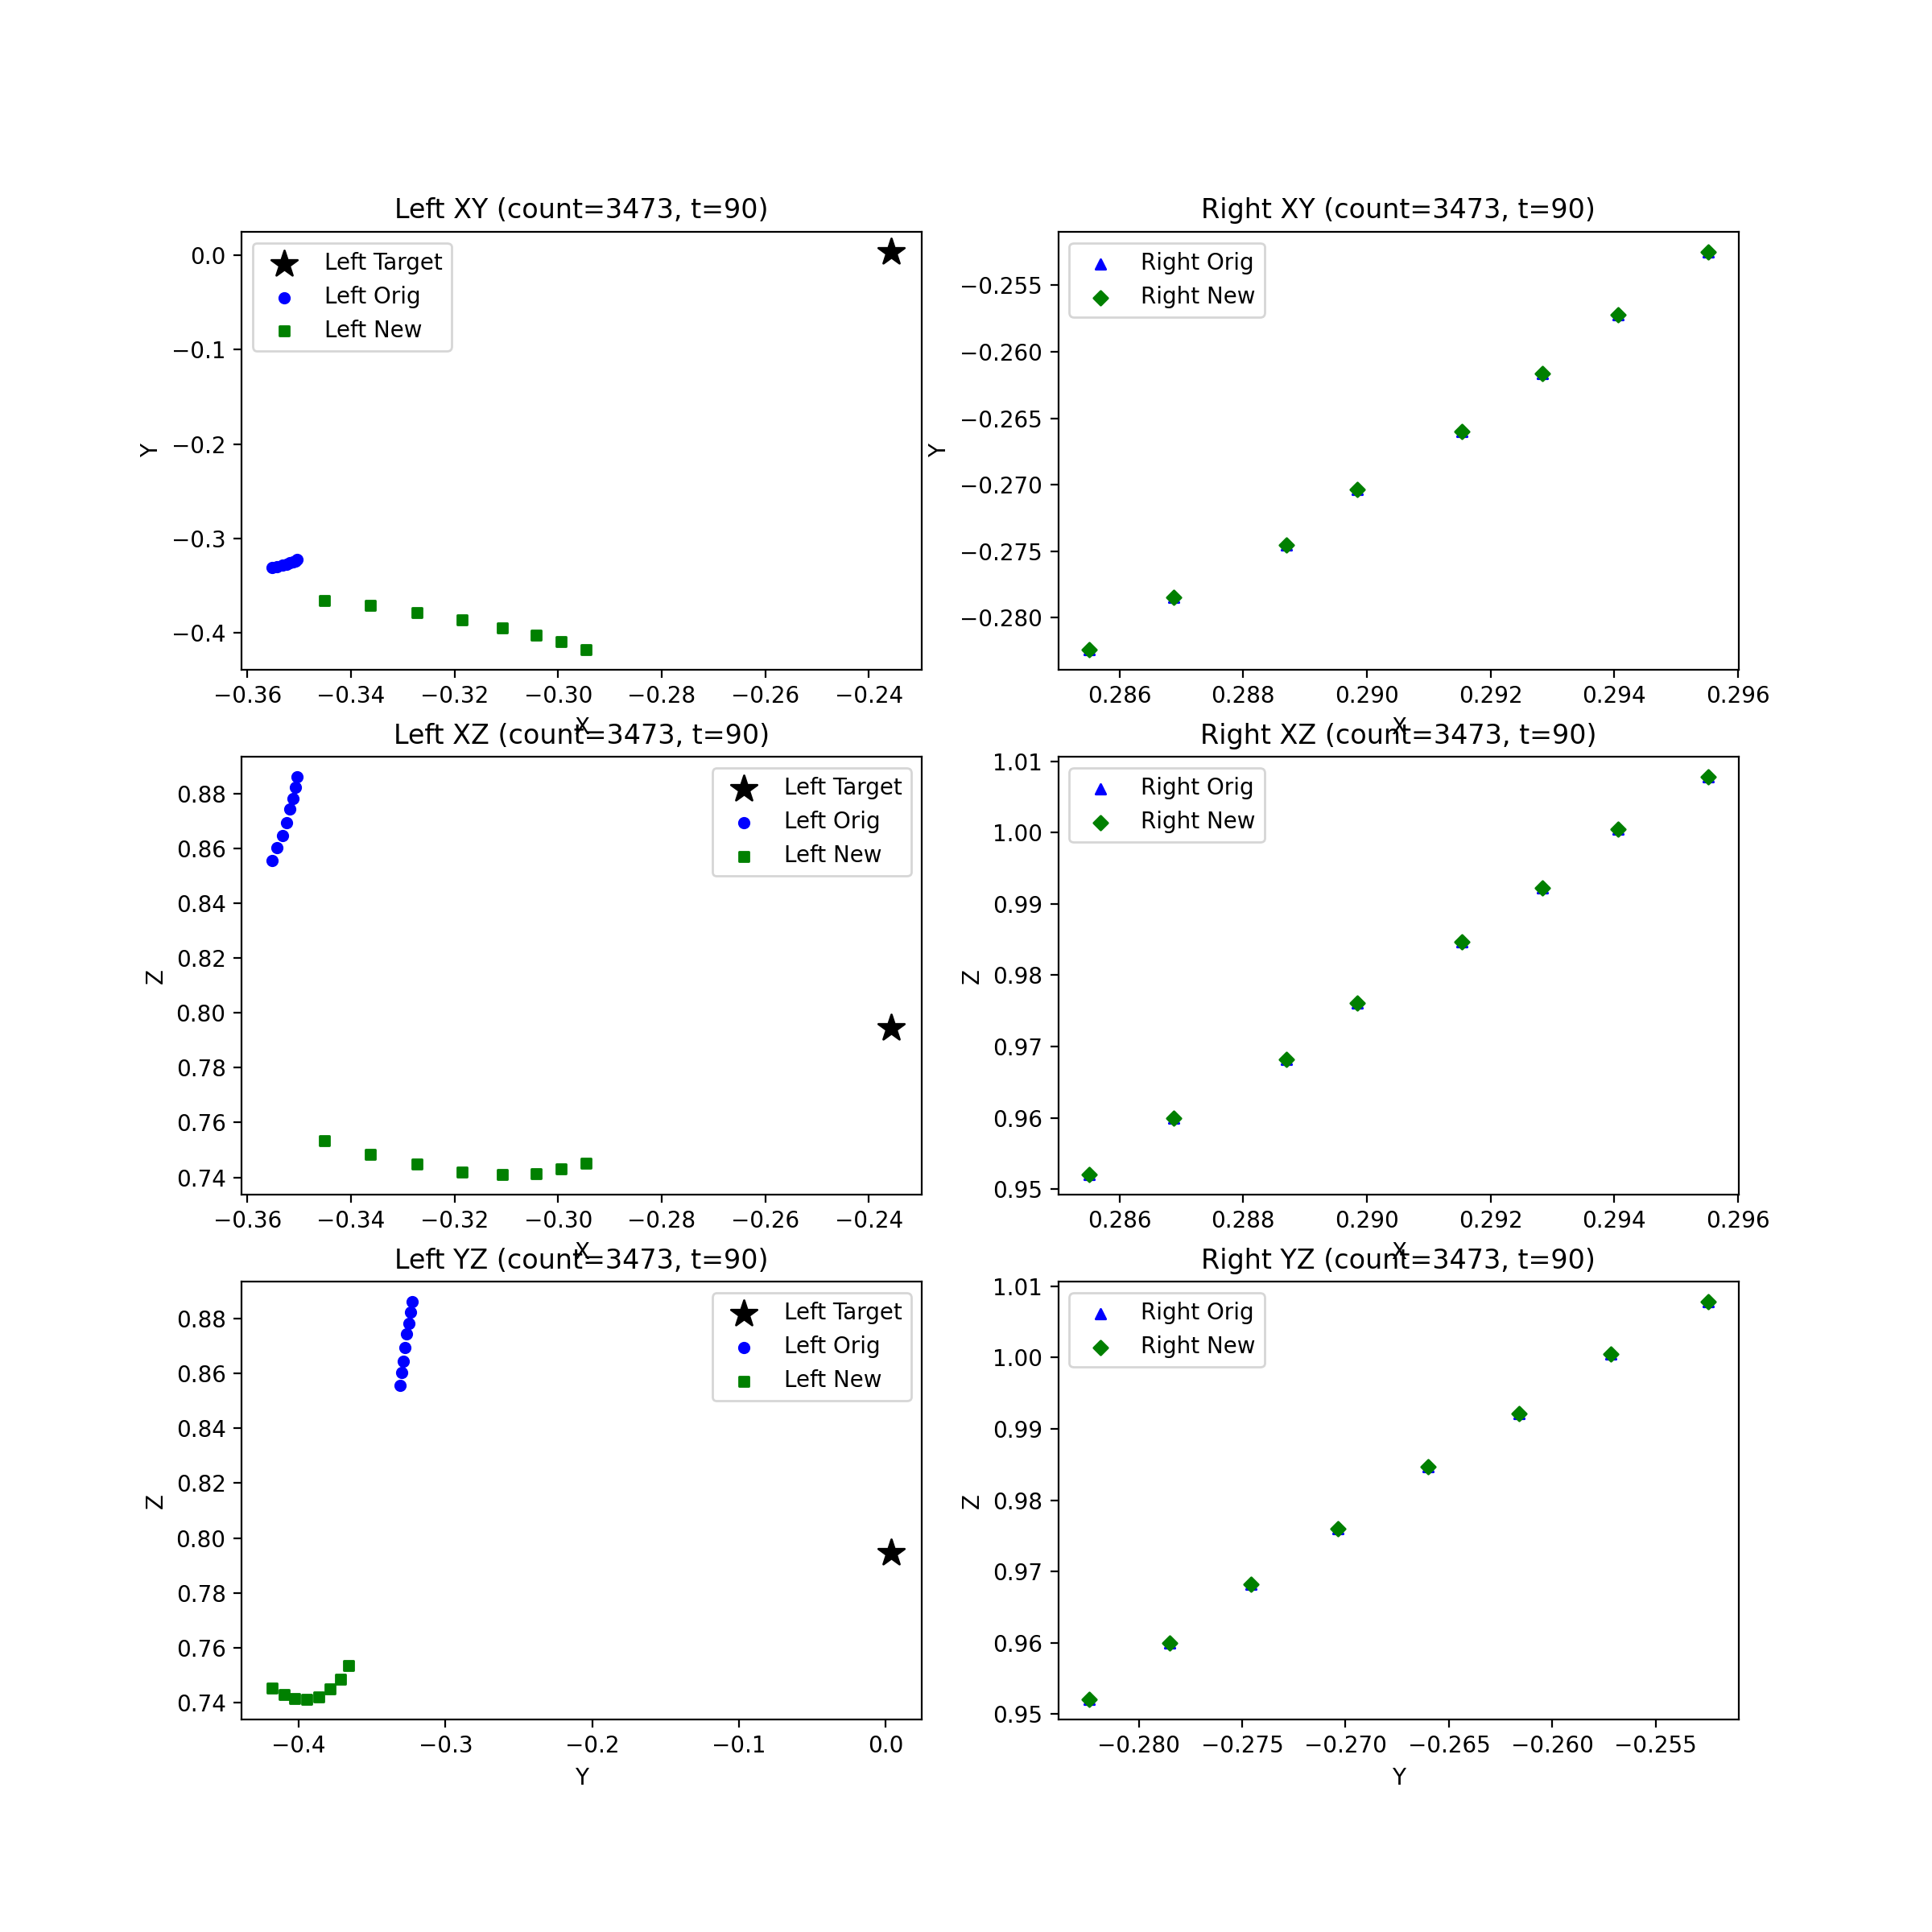 Left XY (count=3473, t=90)
Left Target
Left Orig
Left New
0.0
−0.1
−0.2
−0.3
−0.4
Y
−0.36 −0.34 −0.32 −0.30 −0.28 −0.26 −0.24
X
Right XY (count=3473, t=90)
Right Orig
Right New
−0.255
−0.260
−0.265
−0.270
−0.275
−0.280
Y
0.286 0.288 0.290 0.292 0.294 0.296
X
Left XZ (count=3473, t=90)
Left Target
Left Orig
Left New
0.88
0.86
0.84
0.82
0.80
0.78
0.76
0.74
Z
−0.36 −0.34 −0.32 −0.30 −0.28 −0.26 −0.24
X
Right XZ (count=3473, t=90)
Right Orig
Right New
1.01
1.00
0.99
0.98
0.97
0.96
0.95
Z
0.286 0.288 0.290 0.292 0.294 0.296
X
Left YZ (count=3473, t=90)
Left Target
Left Orig
Left New
0.88
0.86
0.84
0.82
0.80
0.78
0.76
0.74
Z
−0.4 −0.3 −0.2 −0.1 0.0
Y
Right YZ (count=3473, t=90)
Right Orig
Right New
1.01
1.00
0.99
0.98
0.97
0.96
0.95
Z
−0.280 −0.275 −0.270 −0.265 −0.260 −0.255
Y